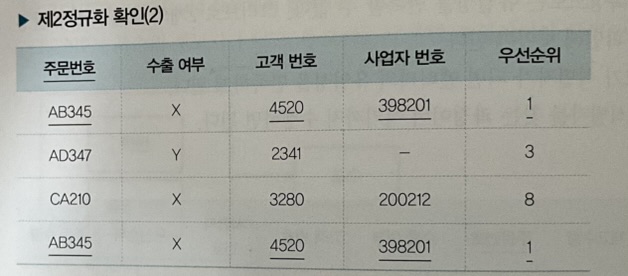 ▶ 제2정규화 확인(2)
주문번호 수출 여부 고객 번호 사업자 번호 우선순위
AB345 X 4520 398201 1
AD347 Y 2341 – 3
CA210 X 3280 200212 8
AB345 X 4520 398201 1